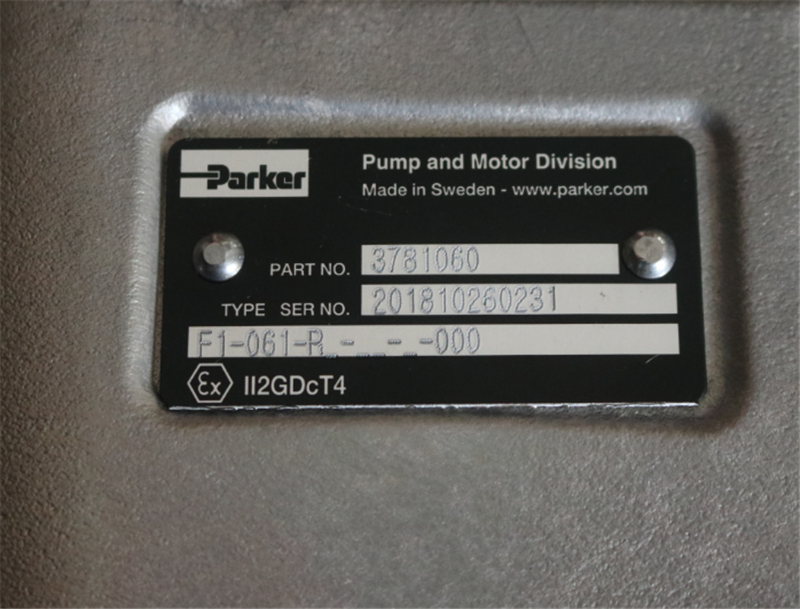 Parker
Pump and Motor Division
Made in Sweden - www.parker.com
PART NO. 3781060
TYPE SER NO. 201810260231
F1-061-R_-__-_-000
Ex II2GDcT4